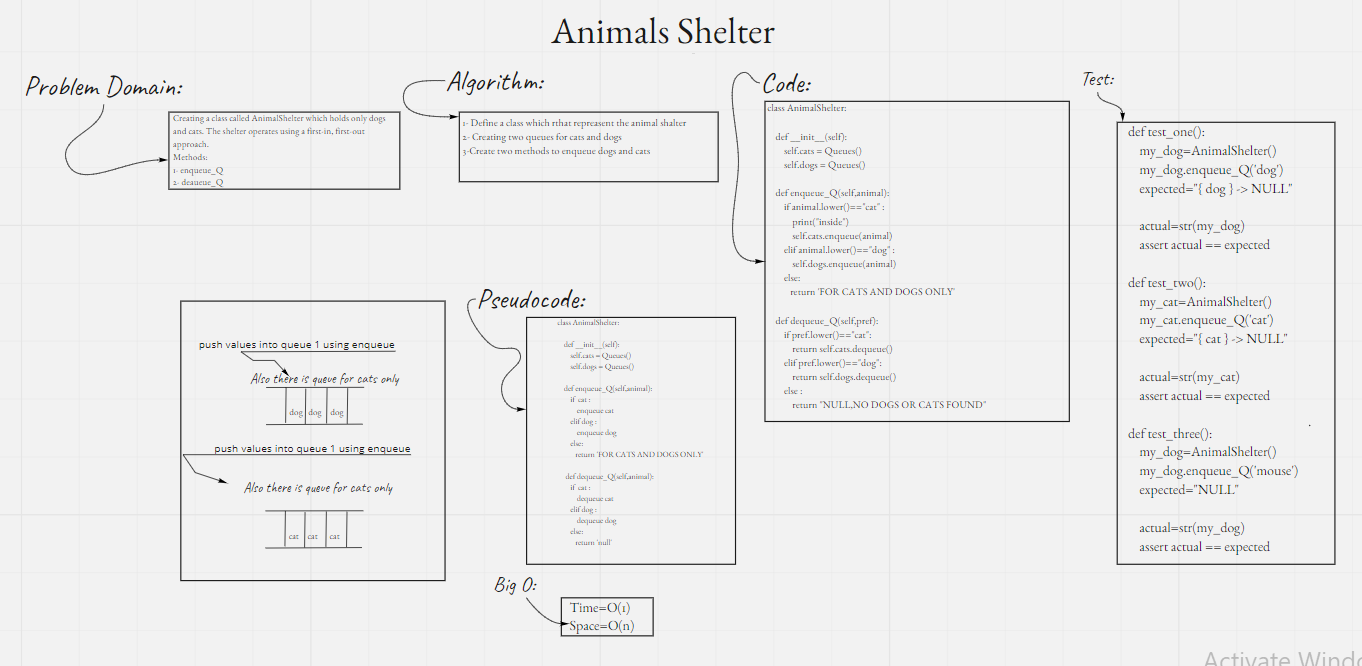 Animals Shelter
Problem Domain:
Creating a class called AnimalShelter which holds only dogs
and cats. The shelter operates using a first-in, first-out
approach.
Methods:
1- enqueue_Q
2- deaueue_Q
Algorithm:
1- Define a class which rthat represaent the animal shalter
2- Creating two queues for cats and dogs
3-Create two methods to enqueue dogs and cats
push values into queue 1 using enqueue
Also there is queue for cats only
dog dog dog
push values into queue 1 using enqueue
Also there is queue for cats only
cat cat cat
Pseudocode:
class AnimalShelter:
def __init__(self):
self.cats = Queues()
self.dogs = Queues()
def enqueue_Q(self,animal):
if cat :
enqueue cat
elif dog :
enqueue dog
else:
return 'FOR CATS AND DOGS ONLY'
def dequeue_Q(self,animal):
if cat :
dequeue cat
elif dog :
dequeue dog
else:
return 'null'
Big O:
Time=O(1)
Space=O(n)
Code:
class AnimalShelter:
def __init__(self):
self.cats = Queues()
self.dogs = Queues()
def enqueue_Q(self,animal):
if animal.lower()=="cat" :
print("inside")
self.cats.enqueue(animal)
elif animal.lower()=="dog" :
self.dogs.enqueue(animal)
else:
return 'FOR CATS AND DOGS ONLY'
def dequeue_Q(self,pref):
if pref.lower()=="cat":
return self.cats.dequeue()
elif pref.lower()=="dog":
return self.dogs.dequeue()
else :
return "NULL,NO DOGS OR CATS FOUND"
Test:
def test_one():
my_dog=AnimalShelter()
my_dog.enqueue_Q('dog')
expected="{ dog } -> NULL"
actual=str(my_dog)
assert actual == expected
def test_two():
my_cat=AnimalShelter()
my_cat.enqueue_Q('cat')
expected="{ cat } -> NULL"
actual=str(my_cat)
assert actual == expected
def test_three():
my_dog=AnimalShelter()
my_dog.enqueue_Q('mouse')
expected="NULL"
actual=str(my_dog)
assert actual == expected
Activate Windo